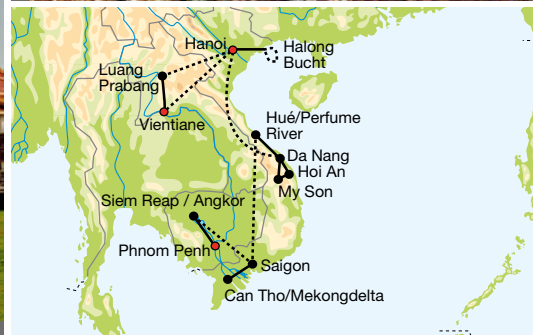 Hanoi
Halong
Bucht
Luang
Prabang
Vientiane
Hué/Perfume
River
Da Nang
Hoi An
My Son
Siem Reap / Angkor
Phnom Penh
Saigon
Can Tho/Mekongdelta